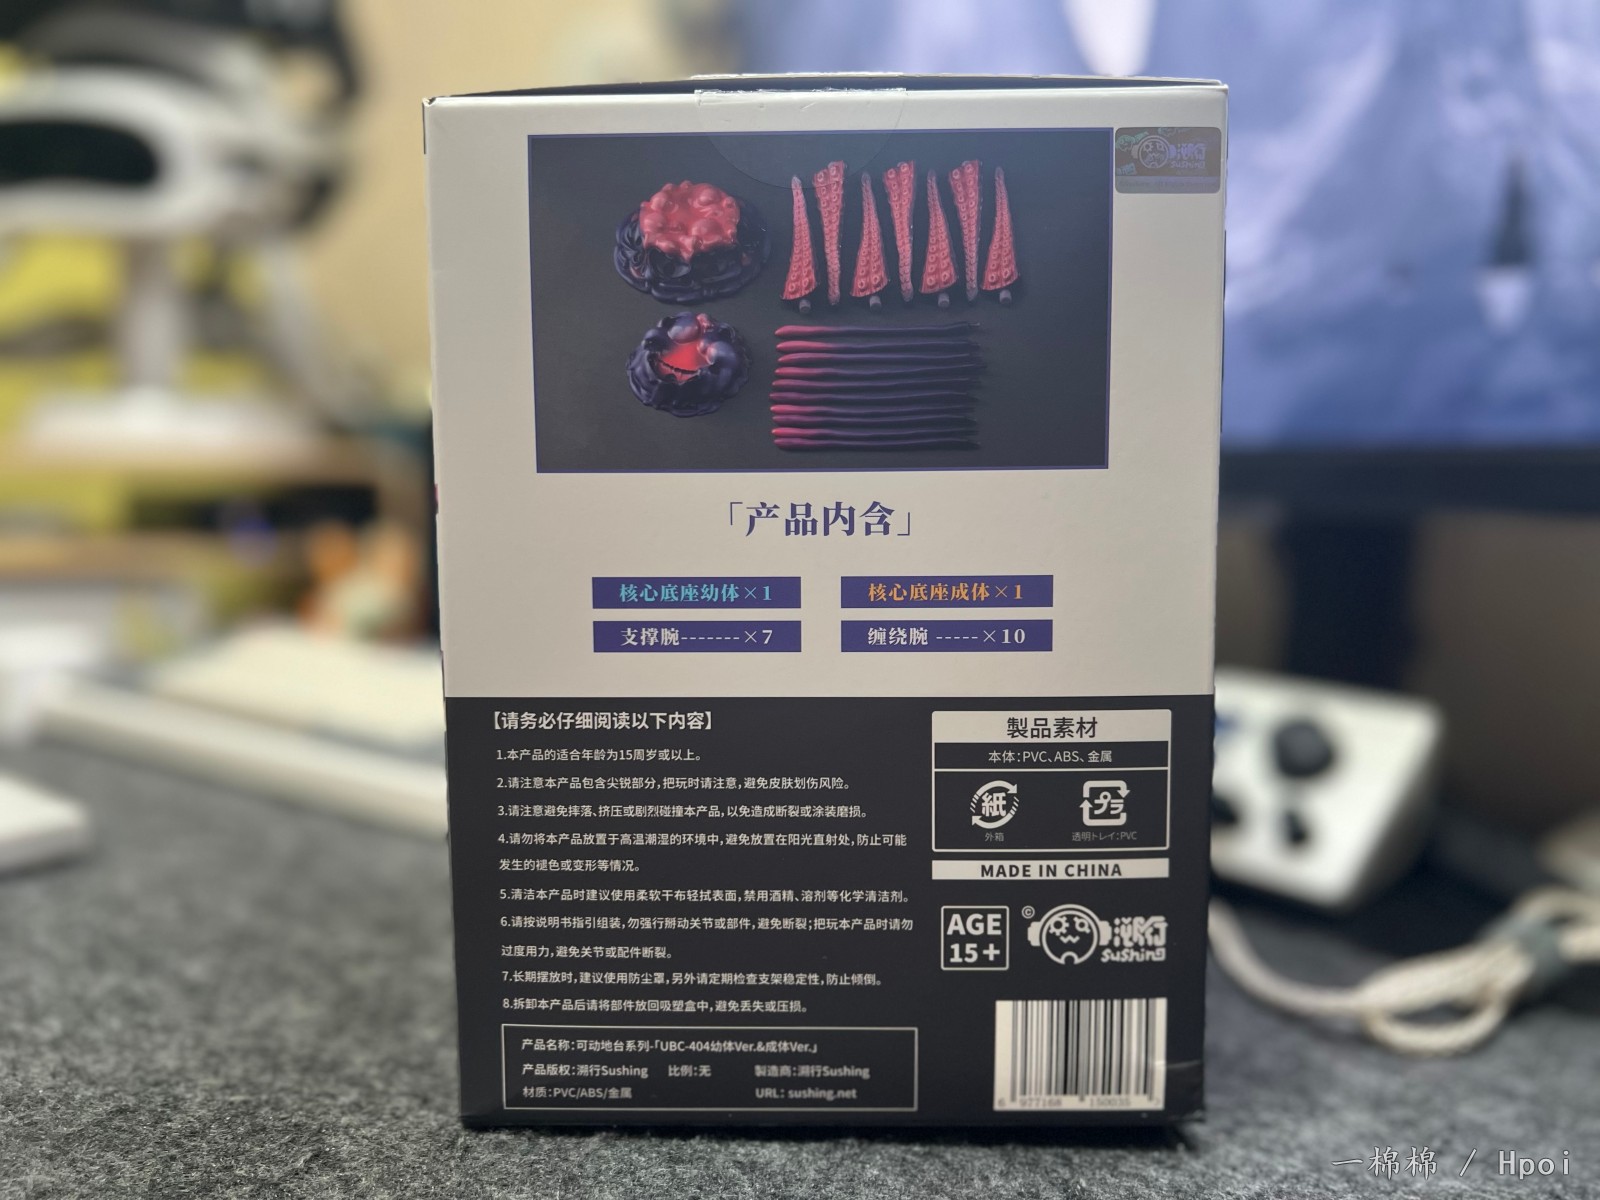 溯行
sushing
「产品内含」
核心底座幼体×1
核心底座成体×1
支撑腕-------×7
缠绕腕 -----×10
【请务必仔细阅读以下内容】
1.本产品的适合年龄为15周岁或以上。
2.请注意本产品包含尖锐部分,把玩时请注意,避免皮肤划伤风险。
3.请注意避免摔落、挤压或剧烈碰撞本产品,以免造成断裂或涂装磨损。
4.请勿将本产品放置于高温潮湿的环境中,避免放置在阳光直射处,防止可能
发生的褪色或变形等情况。
5.清洁本产品时建议使用柔软干布轻拭表面,禁用酒精、溶剂等化学清洁剂。
6.请按说明书指引组装,勿强行掰动关节或部件,避免断裂;把玩本产品时请勿
过度用力,避免关节或配件断裂。
7.长期摆放时,建议使用防尘罩,另外请定期检查支架稳定性,防止倾倒。
8.拆卸本产品后请将部件放回吸塑盒中,避免丢失或压损。
产品名称:可动地台系列-「UBC-404幼体Ver.&成体Ver.」
产品版权:溯行Sushing 比例:无 製造商:溯行Sushing
材质:PVC/ABS/金属 URL: sushing.net
製品素材
本体:PVC、ABS、金属
紙
プラ
外箱
透明トレイ:PVC
MADE IN CHINA
AGE
15+
© 溯行
sushing
一棉棉 / Hpoi